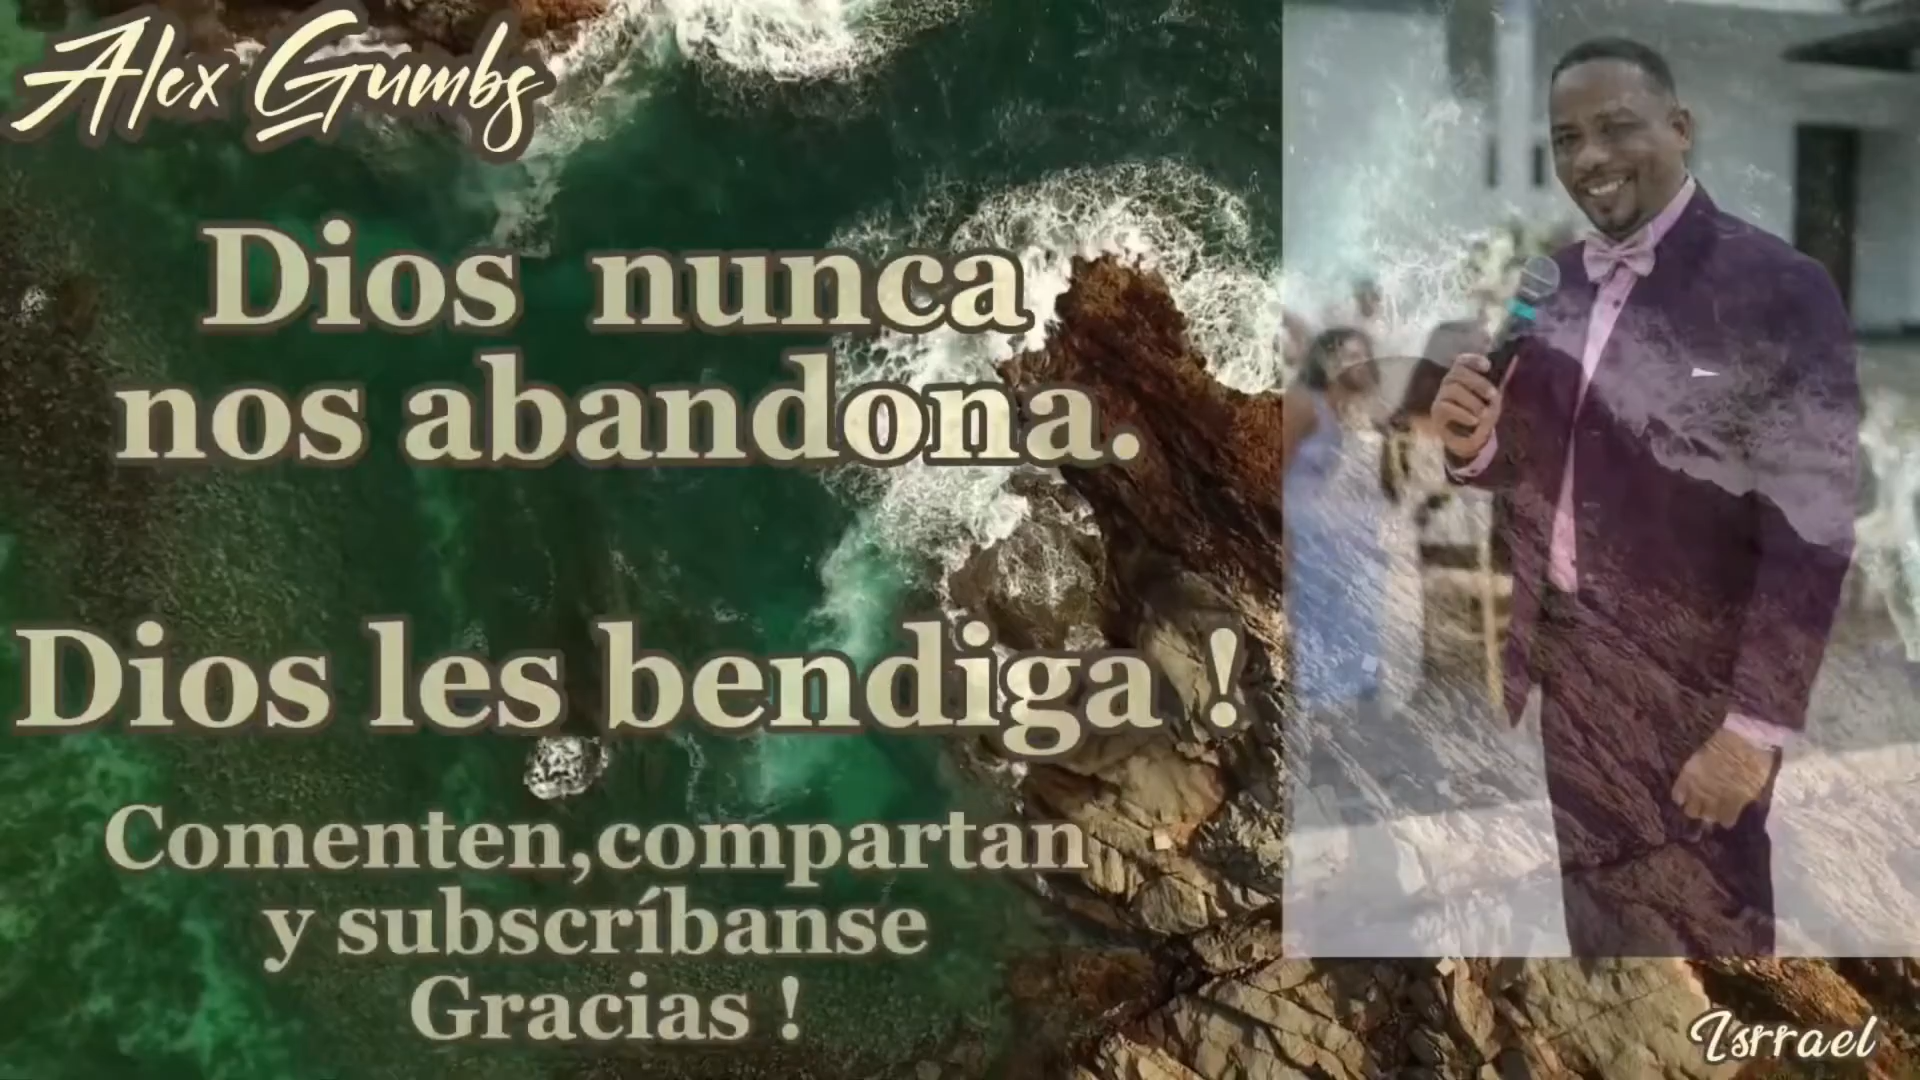 Alex Gumbs
Dios nunca
nos abandona.
Dios les bendiga !
Comenten,compartan
y subscríbanse
Gracias !
Isrrael